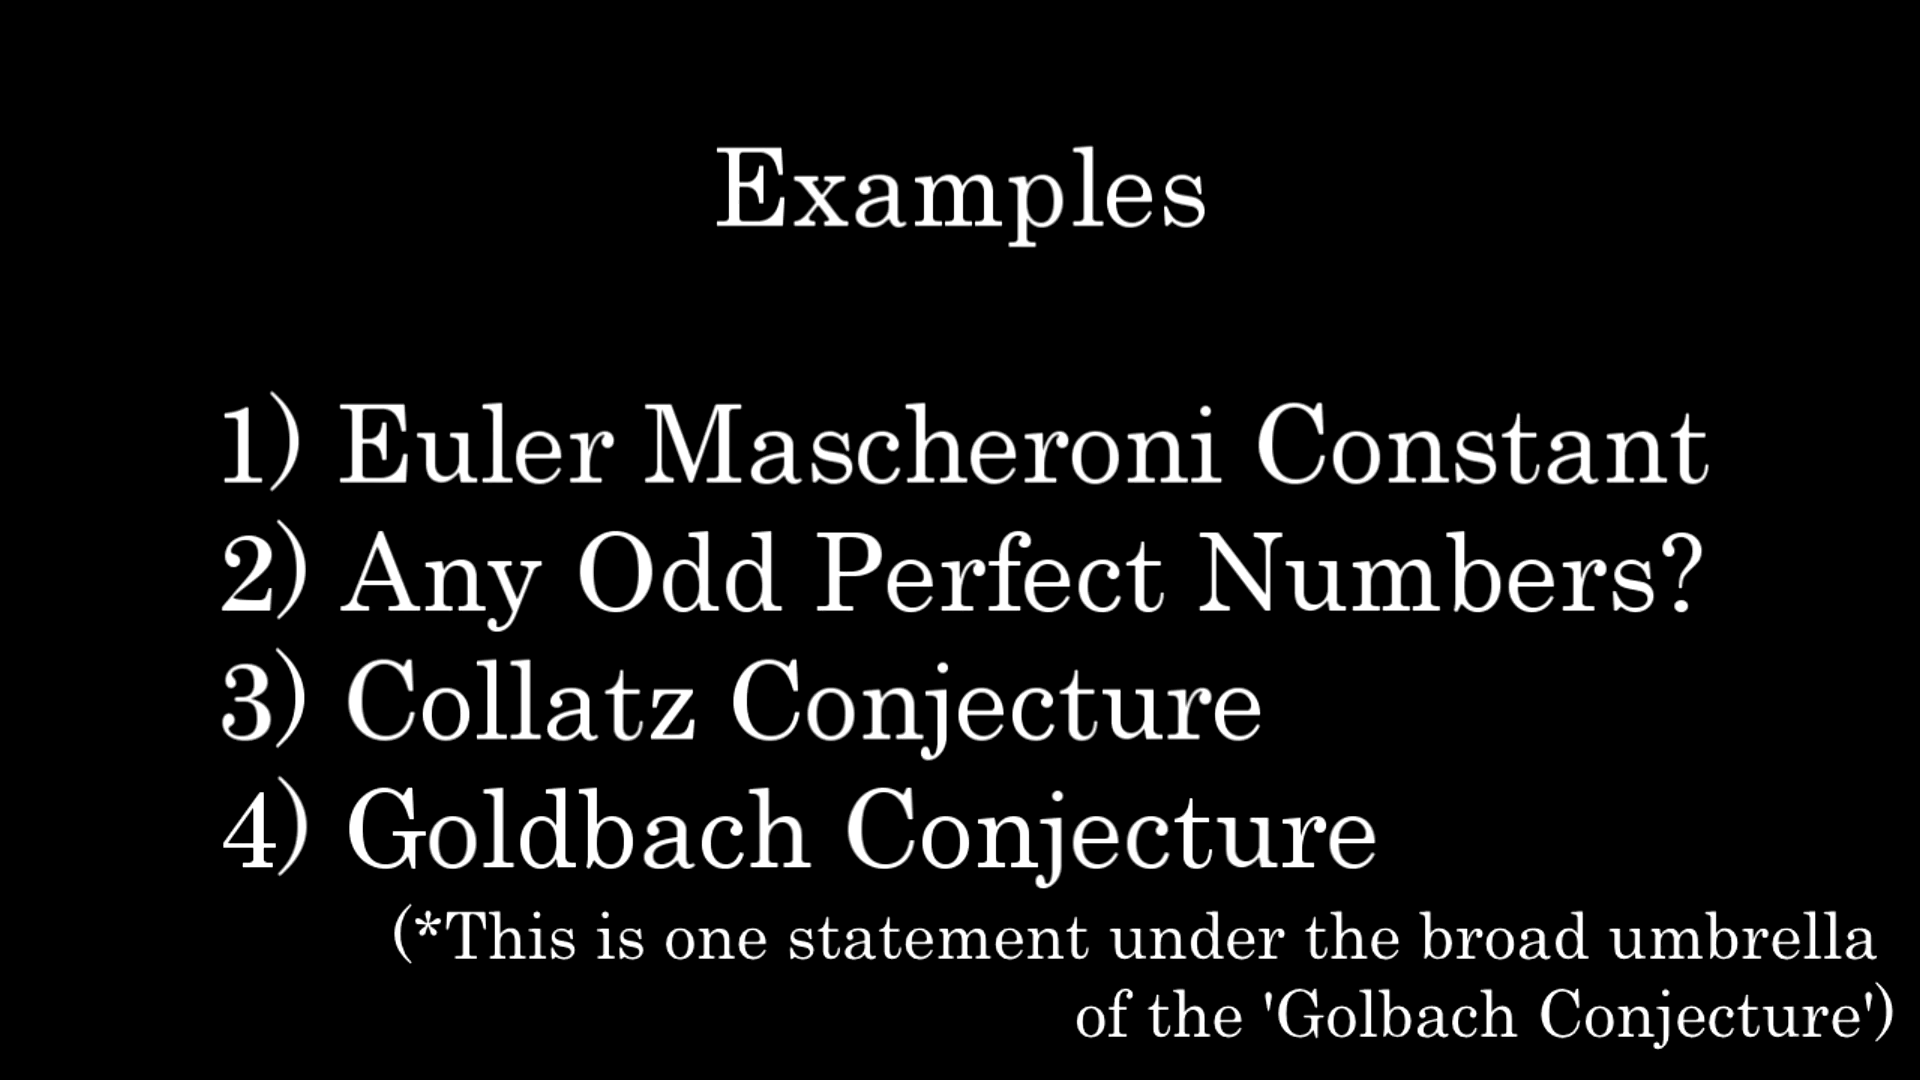 Examples
1) Euler Mascheroni Constant
2) Any Odd Perfect Numbers?
3) Collatz Conjecture
4) Goldbach Conjecture
(*This is one statement under the broad umbrella
of the 'Golbach Conjecture')